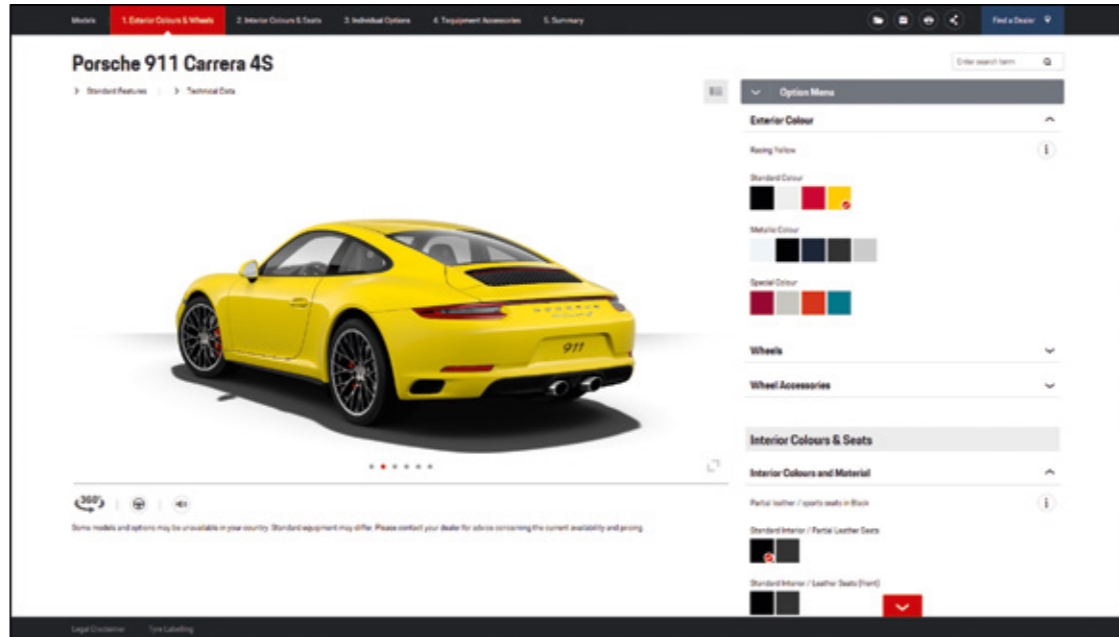 Models
1. Exterior Colours & Wheels
2. Interior Colours & Seats
3. Individual Options
4. Tequipment Accessories
5. Summary
Find a Dealer
Porsche 911 Carrera 4S
Enter search term
Standard Features
Technical Data
Option Menu
Exterior Colour
Racing Yellow
Standard Colour
Metallic Colour
Special Colour
911
Wheels
Wheel Accessories
Interior Colours & Seats
Interior Colours and Material
360°
Partial leather / sports seats in Black
Some models and options may be unavailable in your country. Standard equipment may differ. Please contact your dealer for advice concerning the current availability and pricing.
Standard Interior / Partial Leather Seats
Standard Interior / Leather Seats (front)
Legal Disclaimer
Tyre Labelling